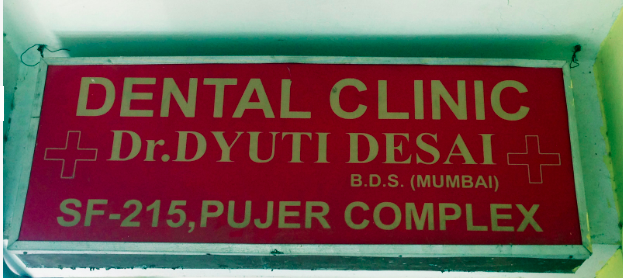 DENTAL CLINIC
Dr.DYUTI DESAI
B.D.S. (MUMBAI)
SF-215,PUJER COMPLEX